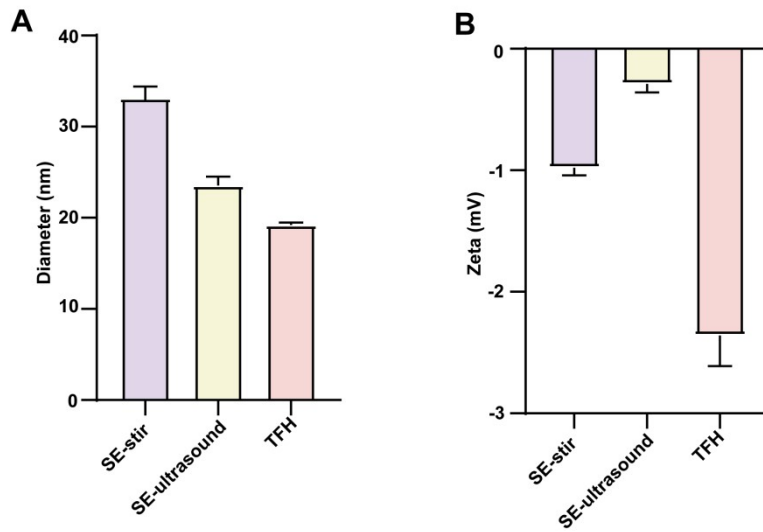 A
Diameter (nm)
40
30
20
10
0
SE-stir
SE-ultrasound
TFH
B
Zeta (mV)
0
-1
-2
-3
SE-stir
SE-ultrasound
TFH